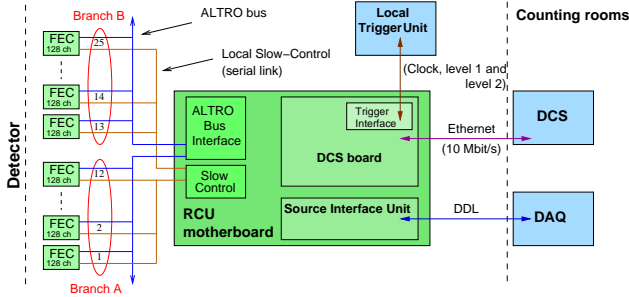 Branch B
ALTRO bus
Local
Trigger Unit
Counting rooms
FEC
128 ch
25
Local Slow−Control
(serial link)
(Clock, level 1 and
level 2)
FEC
128 ch
14
FEC
128 ch
13
ALTRO
Bus
Interface
Trigger
Interface
DCS board
Ethernet
(10 Mbit/s)
DCS
Detector
FEC
128 ch
12
Slow
Control
RCU
motherboard
Source Interface Unit
DDL
DAQ
FEC
128 ch
2
FEC
128 ch
1
Branch A